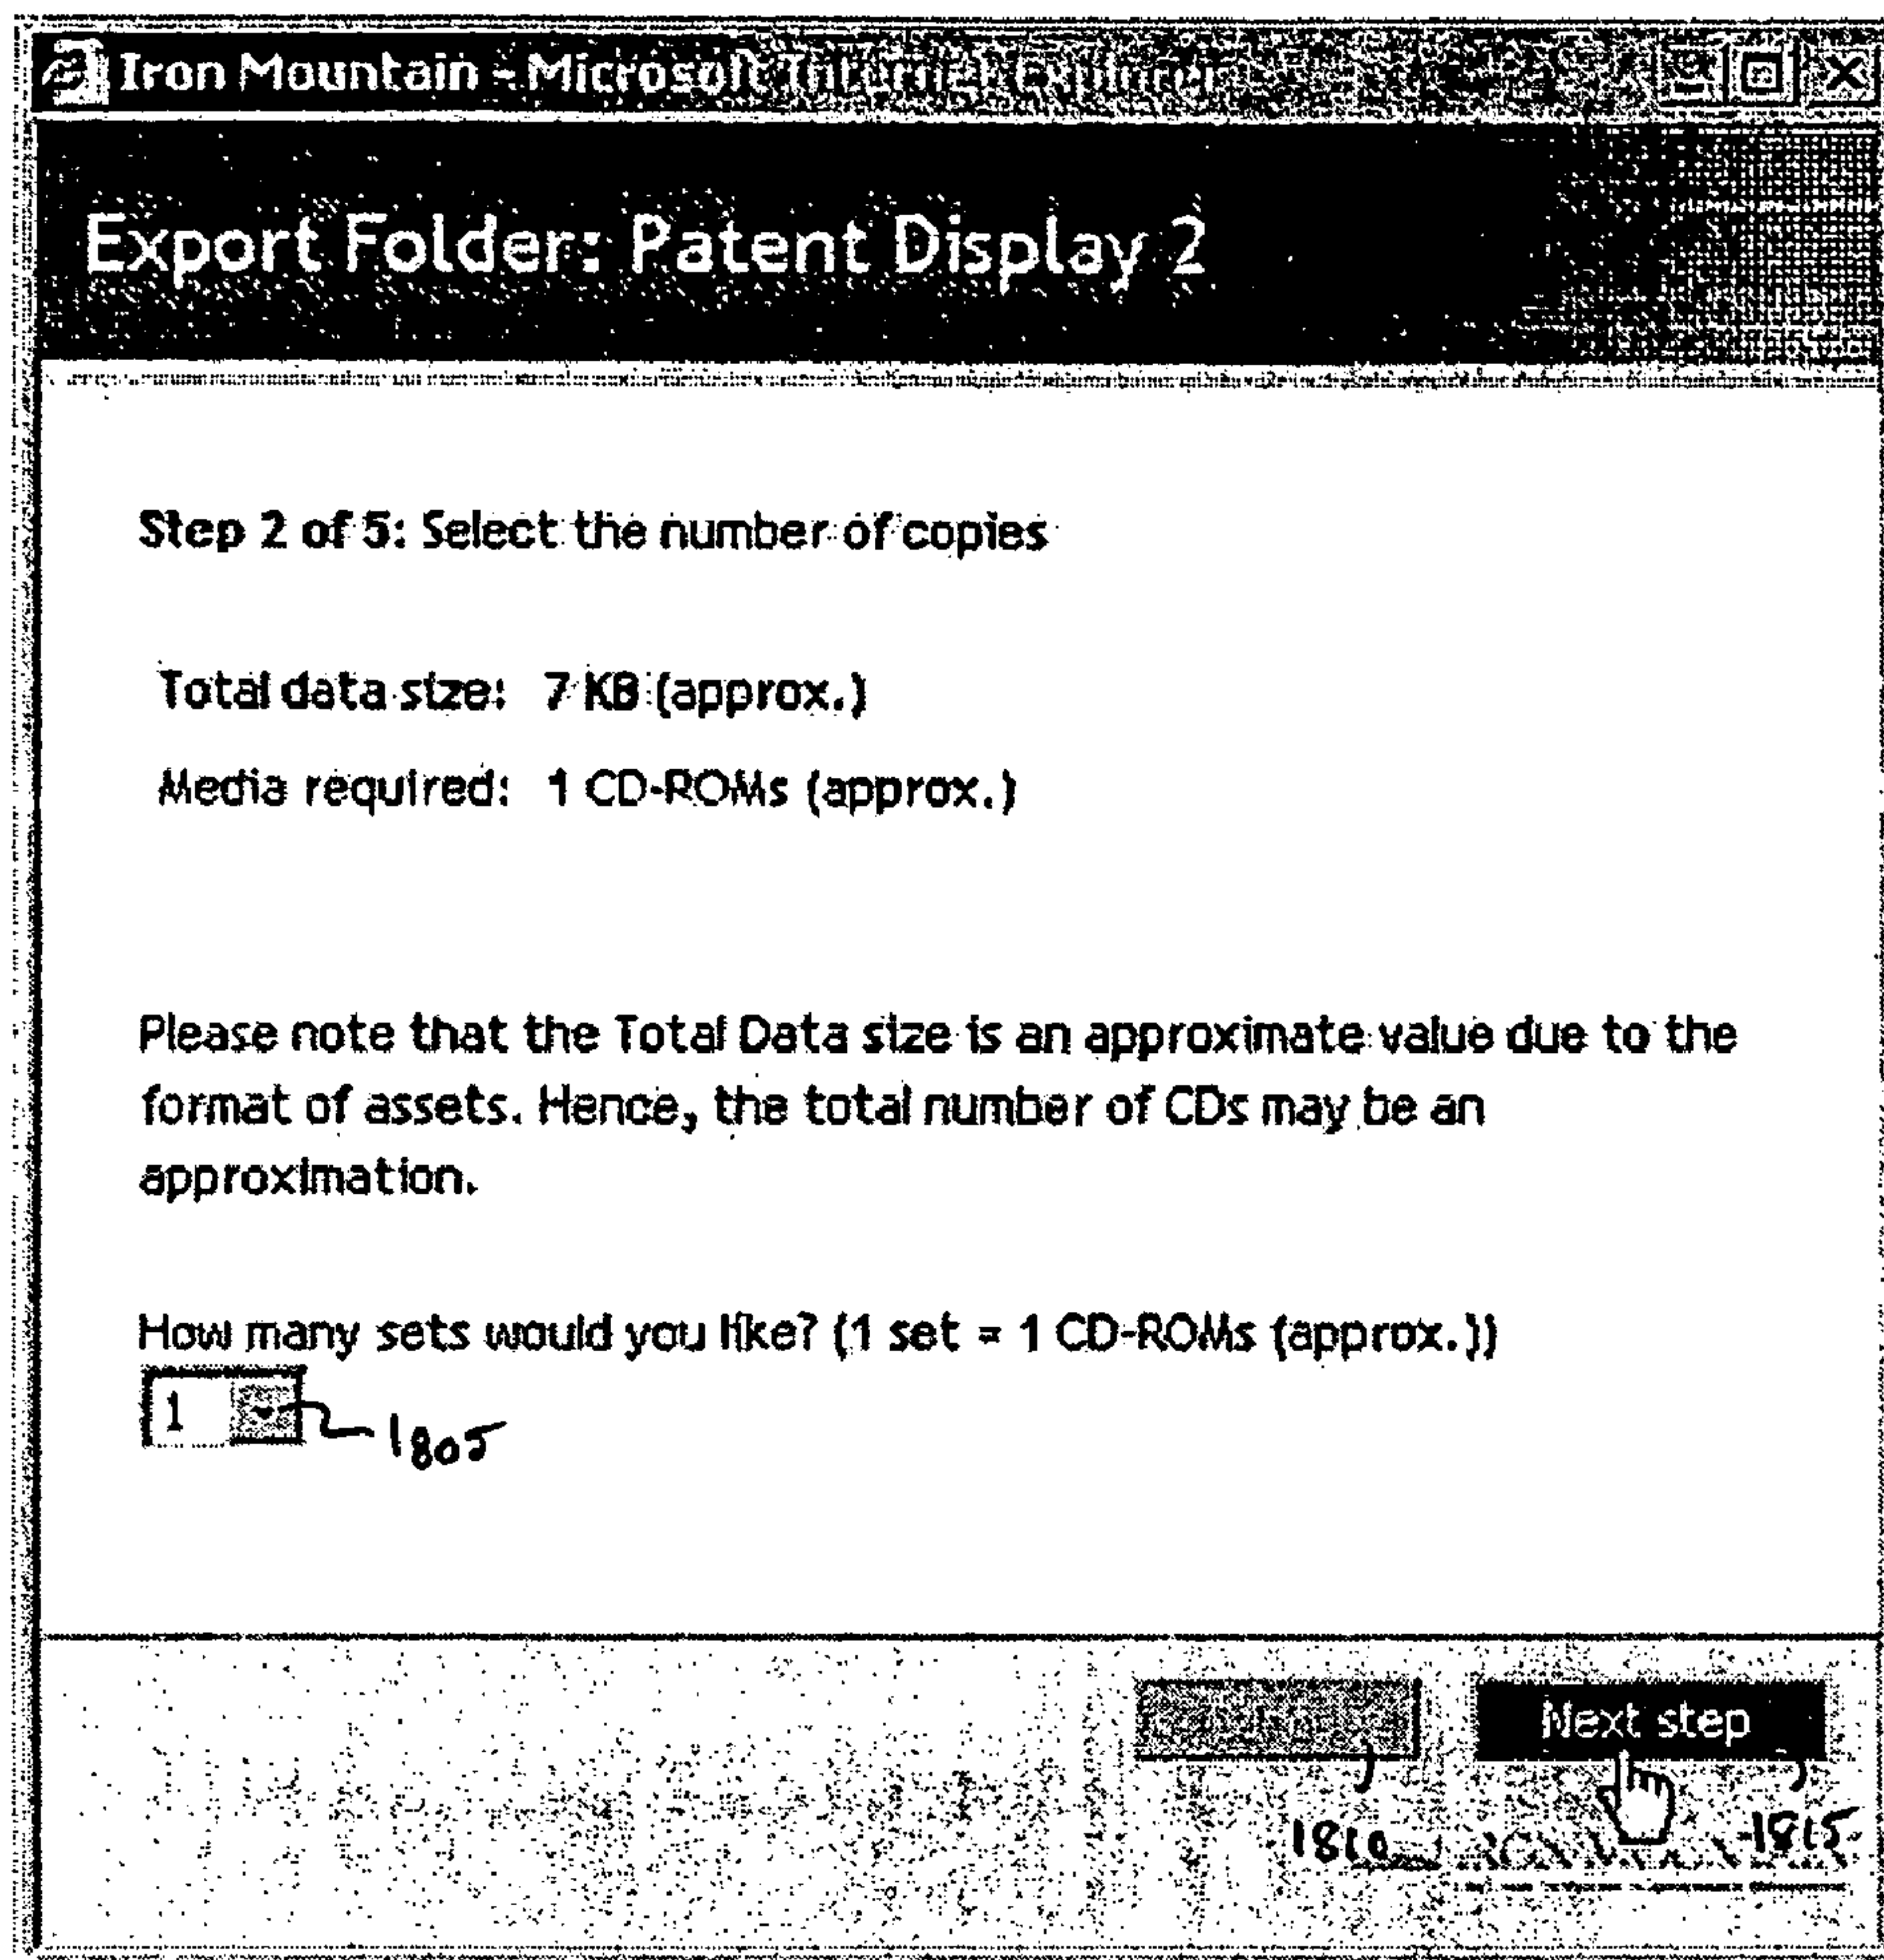 Iron Mountain - Microsoft Internet Explorer
Export Folder: Patent Display 2
Step 2 of 5: Select the number of copies
Total data size: 7 KB (approx.)
Media required: 1 CD-ROMs (approx.)
Please note that the Total Data size is an approximate value due to the
format of assets. Hence, the total number of CDs may be an
approximation.
How many sets would you like? (1 set = 1 CD-ROMs (approx.))
1
1805
Next step
1810
1815